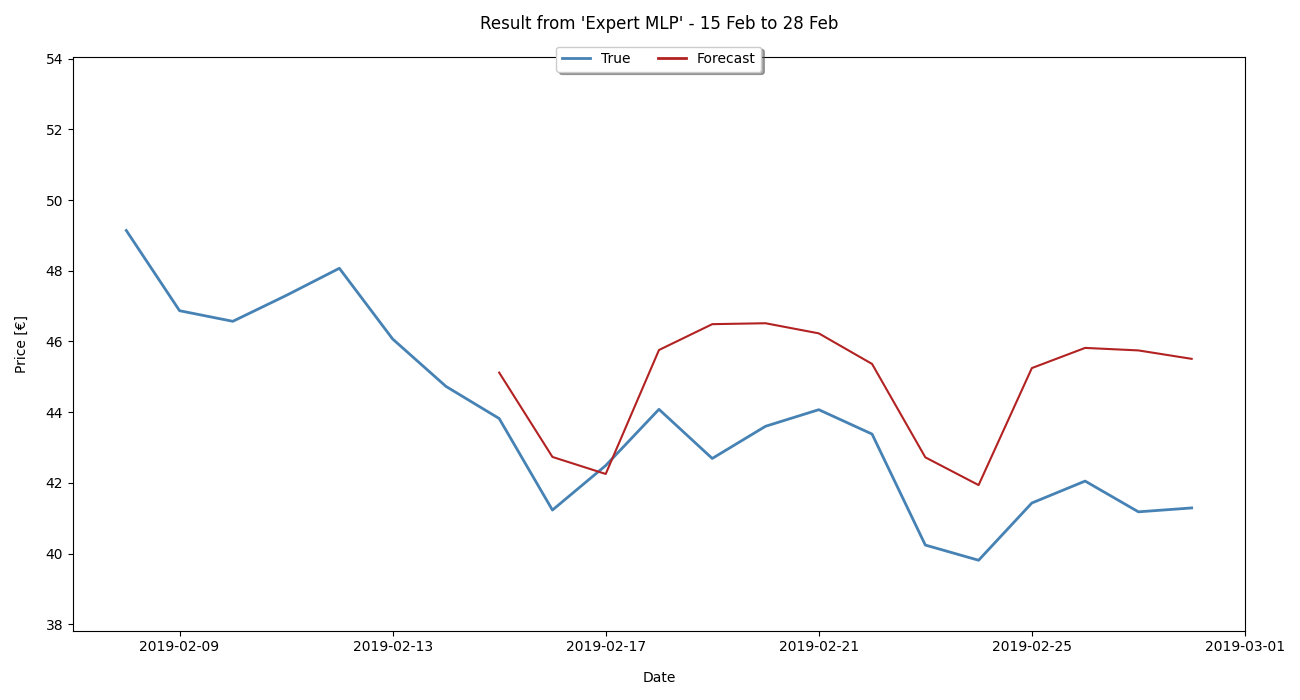 Result from 'Expert MLP' - 15 Feb to 28 Feb
True Forecast
54
52
50
48
46
44
42
40
38
Price [€]
2019-02-09 2019-02-13 2019-02-17 2019-02-21 2019-02-25 2019-03-01
Date